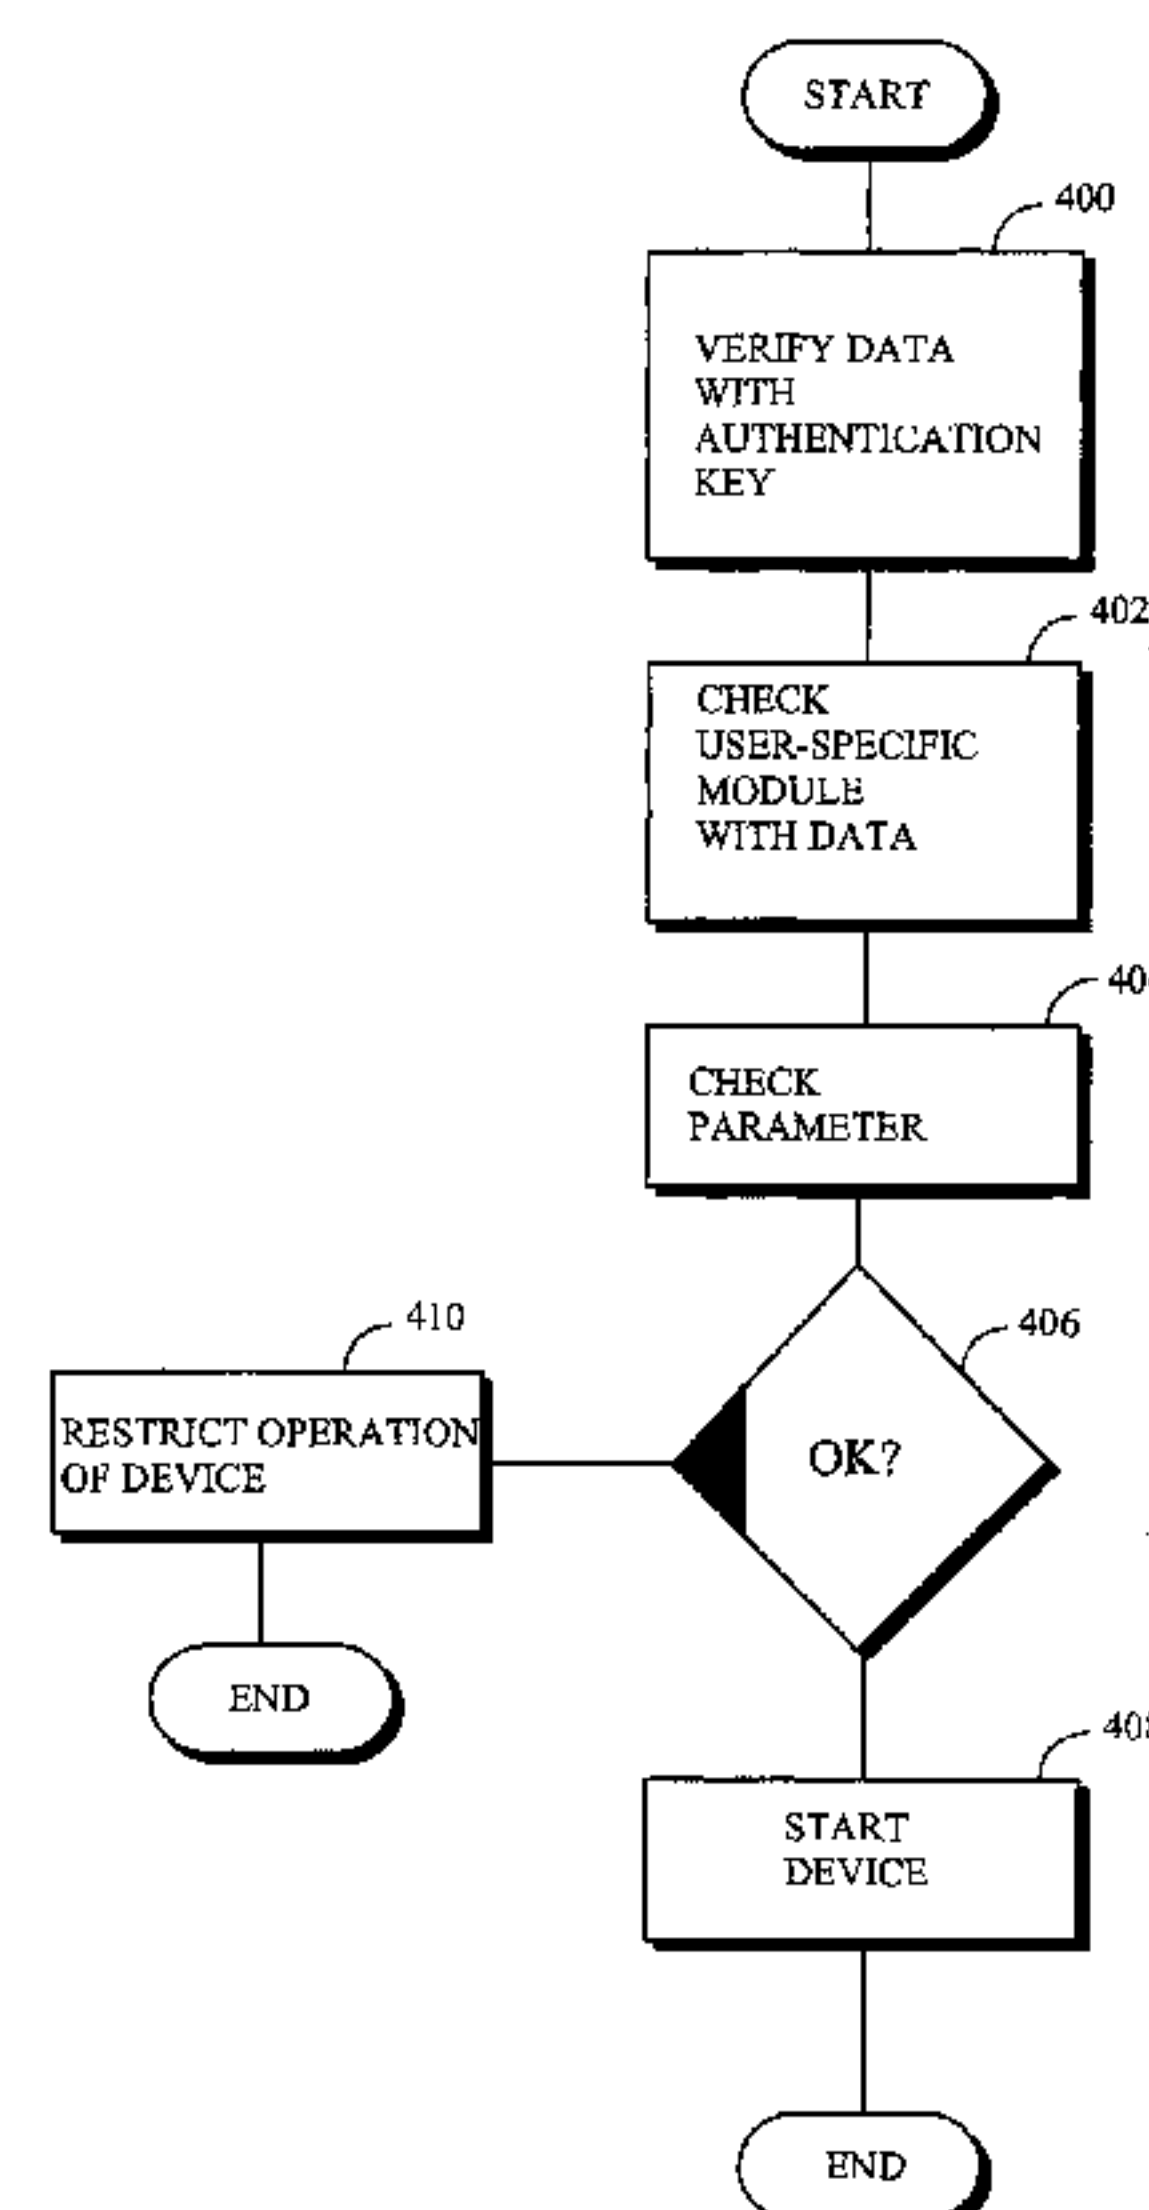 START
400
VERIFY DATA
WITH
AUTHENTICATION
KEY
402
CHECK
USER-SPECIFIC
MODULE
WITH DATA
CHECK
PARAMETER
410
406
RESTRICT OPERATION
OF DEVICE
OK?
END
START
DEVICE
END